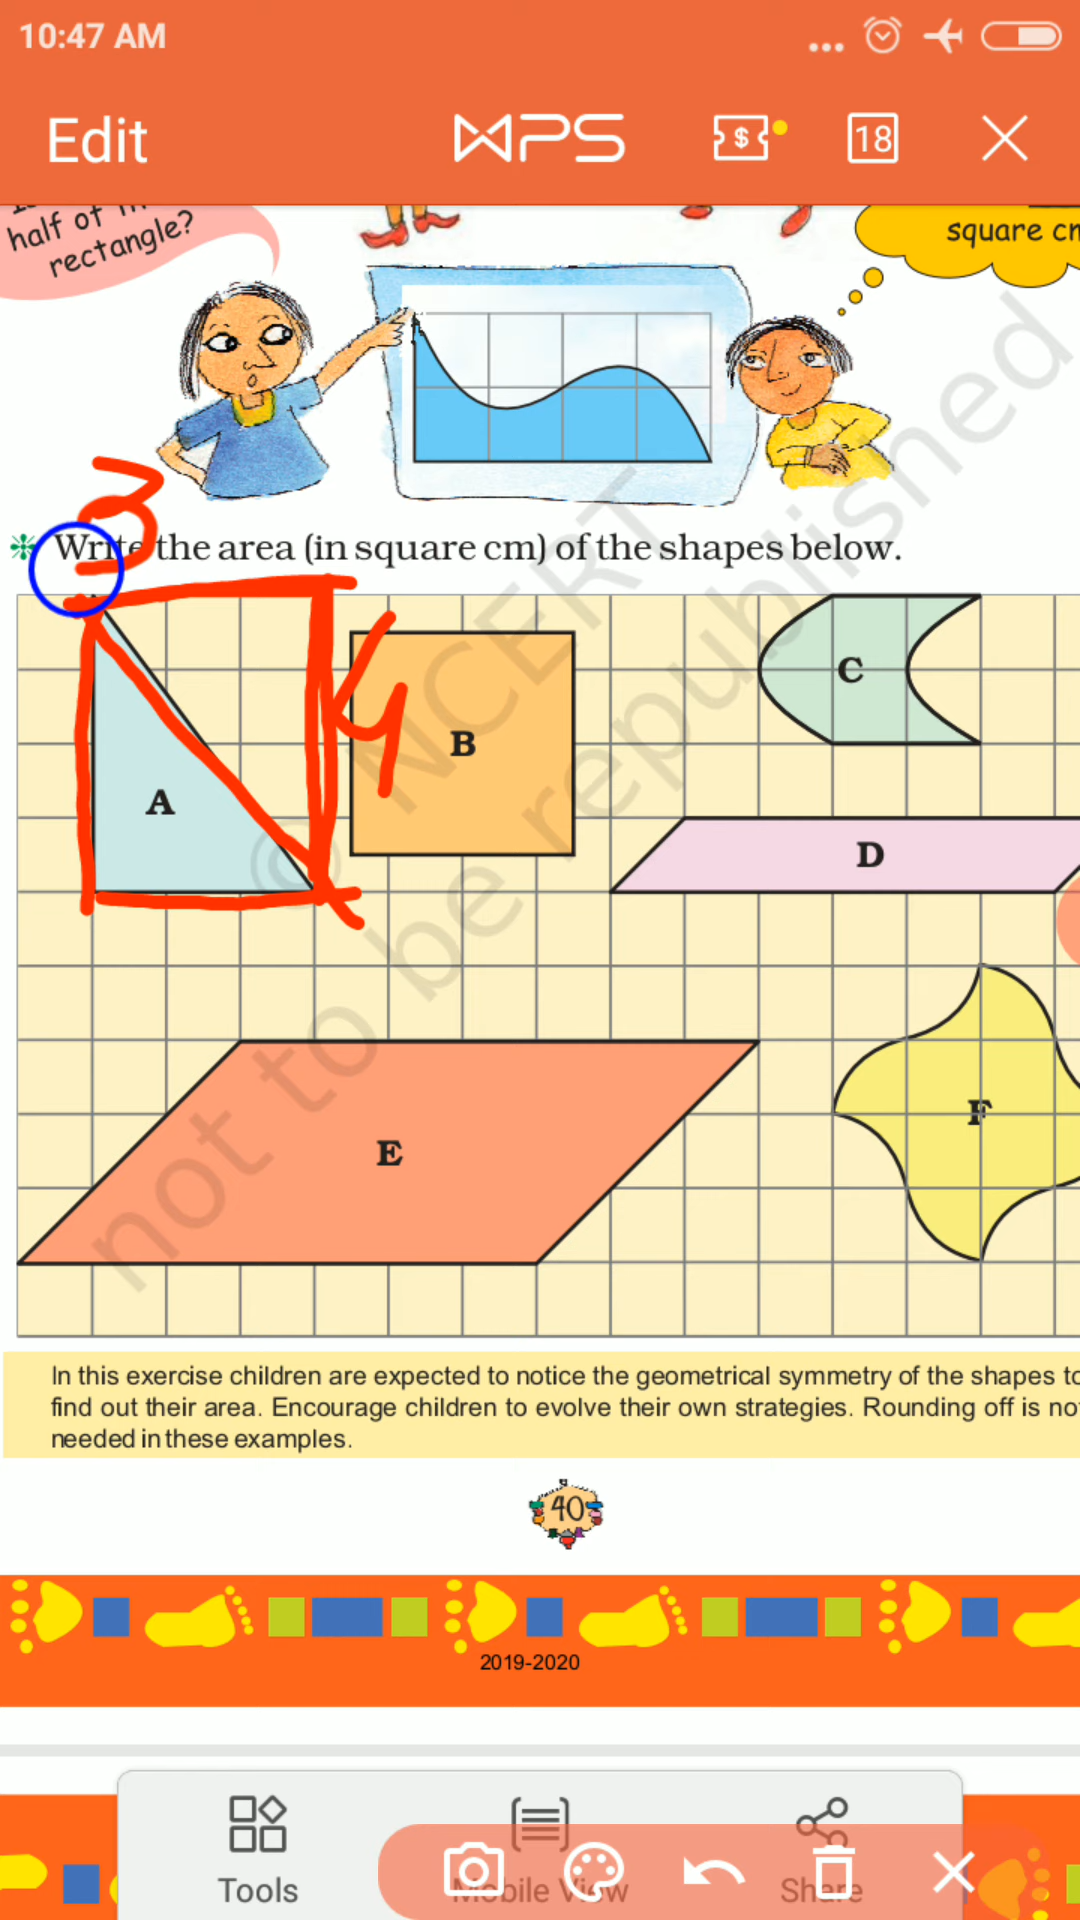 10:47 AM
Edit
WPS
$
18
half of
rectangle?
square cm
3
Write the area (in square cm) of the shapes below.
4
A
B
C
D
E
F
© NCERT
not to be republished
In this exercise children are expected to notice the geometrical symmetry of the shapes to
find out their area. Encourage children to evolve their own strategies. Rounding off is not
needed in these examples.
40
2019-2020
Tools
Mobile View
Share